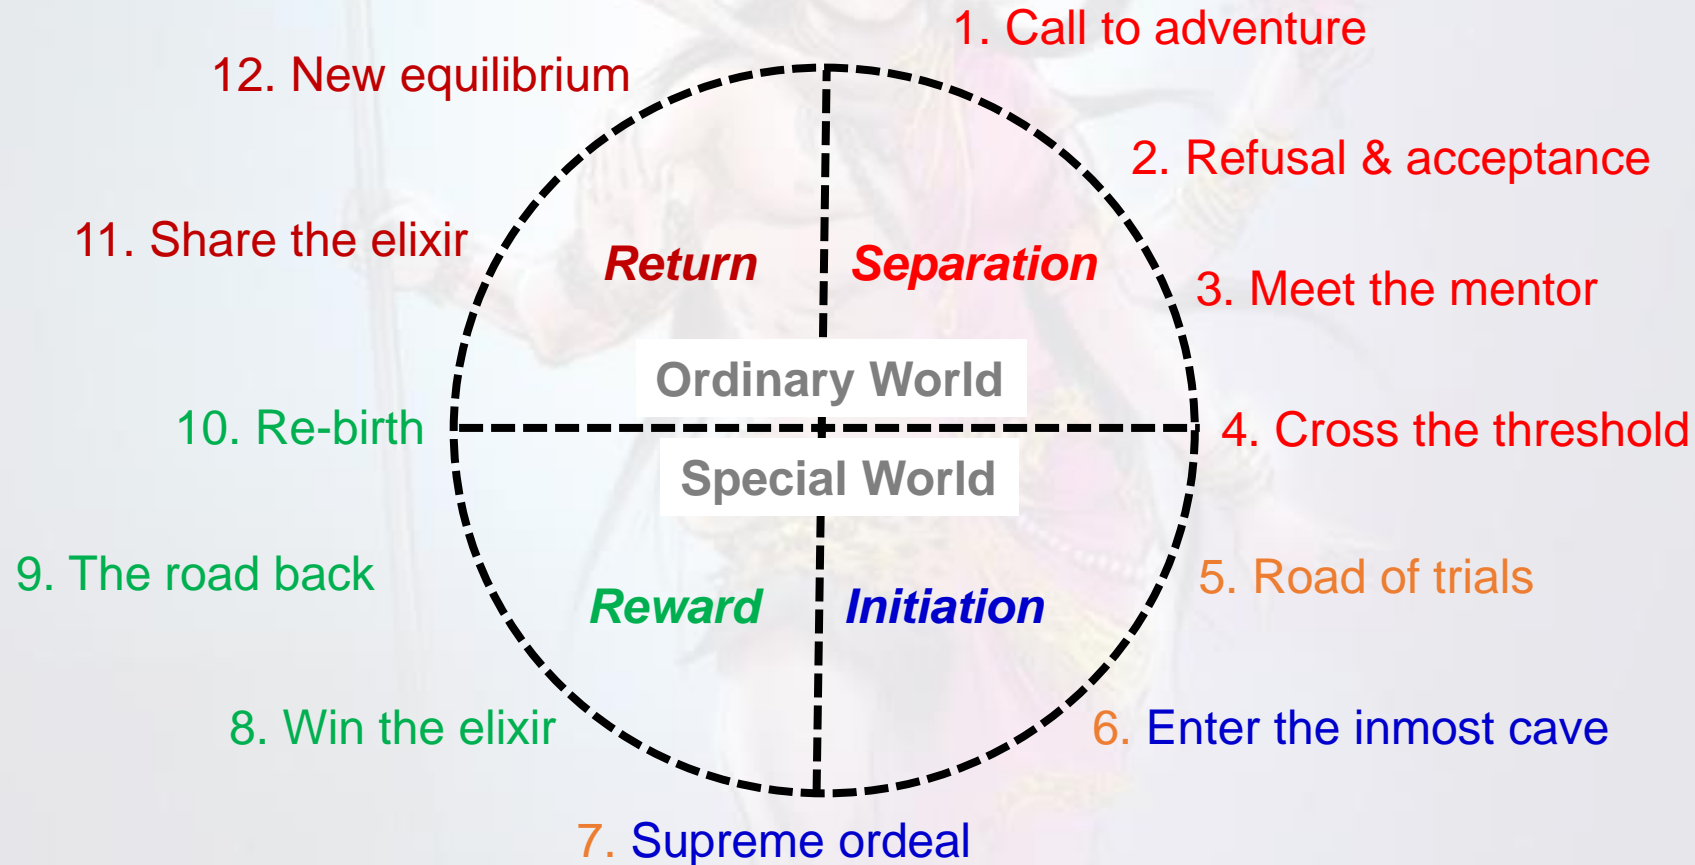 1. Call to adventure
2. Refusal & acceptance
3. Meet the mentor
4. Cross the threshold
5. Road of trials
6. Enter the inmost cave
7. Supreme ordeal
8. Win the elixir
9. The road back
10. Re-birth
11. Share the elixir
12. New equilibrium
Return
Separation
Ordinary World
Special World
Reward
Initiation